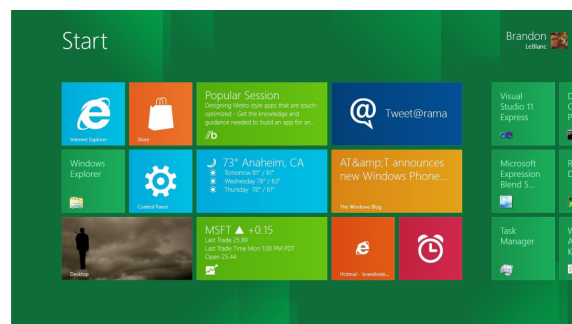 Start
Brandon
LeBlanc
Internet Explorer
Store
Popular Session
Designing Metro style apps that are touch-
optimized - Get the knowledge and
guidance needed to build an app for an...
//b
@ Tweet@rama
Visual
Studio 11
Express
Windows
Explorer
Control Panel
73° Anaheim, CA
Tomorrow 81° / 61°
Wednesday 78° / 63°
Thursday 78° / 61°
AT&amp;T announces
new Windows Phone...
The Windows Blog
Microsoft
Expression
Blend 5...
Desktop
MSFT ▲ +0.15
Last Trade 25.89
Last Trade Time Mon 1:00 PM PDT
Open 25.44
Hotmail - brandonle...
Task
Manager